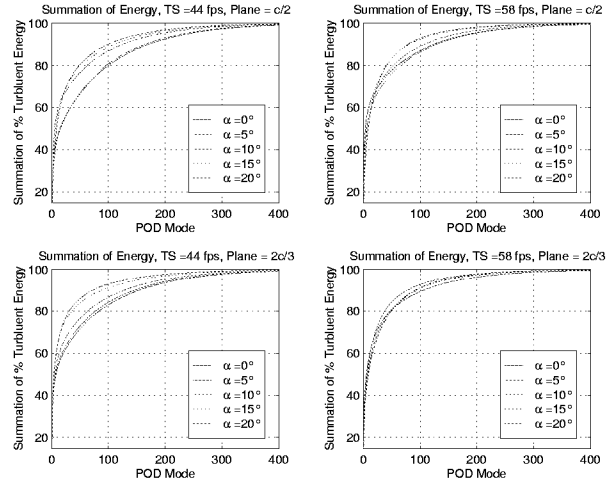 Summation of Energy, TS =44 fps, Plane = c/2
Summation of % Turbluent Energy
100
80
60
40
20
α =0°
α =5°
α =10°
α =15°
α =20°
0
100
200
300
400
POD Mode
Summation of Energy, TS =58 fps, Plane = c/2
Summation of % Turbluent Energy
100
80
60
40
20
α =0°
α =5°
α =10°
α =15°
α =20°
0
100
200
300
400
POD Mode
Summation of Energy, TS =44 fps, Plane = 2c/3
Summation of % Turbluent Energy
100
80
60
40
20
α =0°
α =5°
α =10°
α =15°
α =20°
0
100
200
300
400
POD Mode
Summation of Energy, TS =58 fps, Plane = 2c/3
Summation of % Turbluent Energy
100
80
60
40
20
α =0°
α =5°
α =10°
α =15°
α =20°
0
100
200
300
400
POD Mode